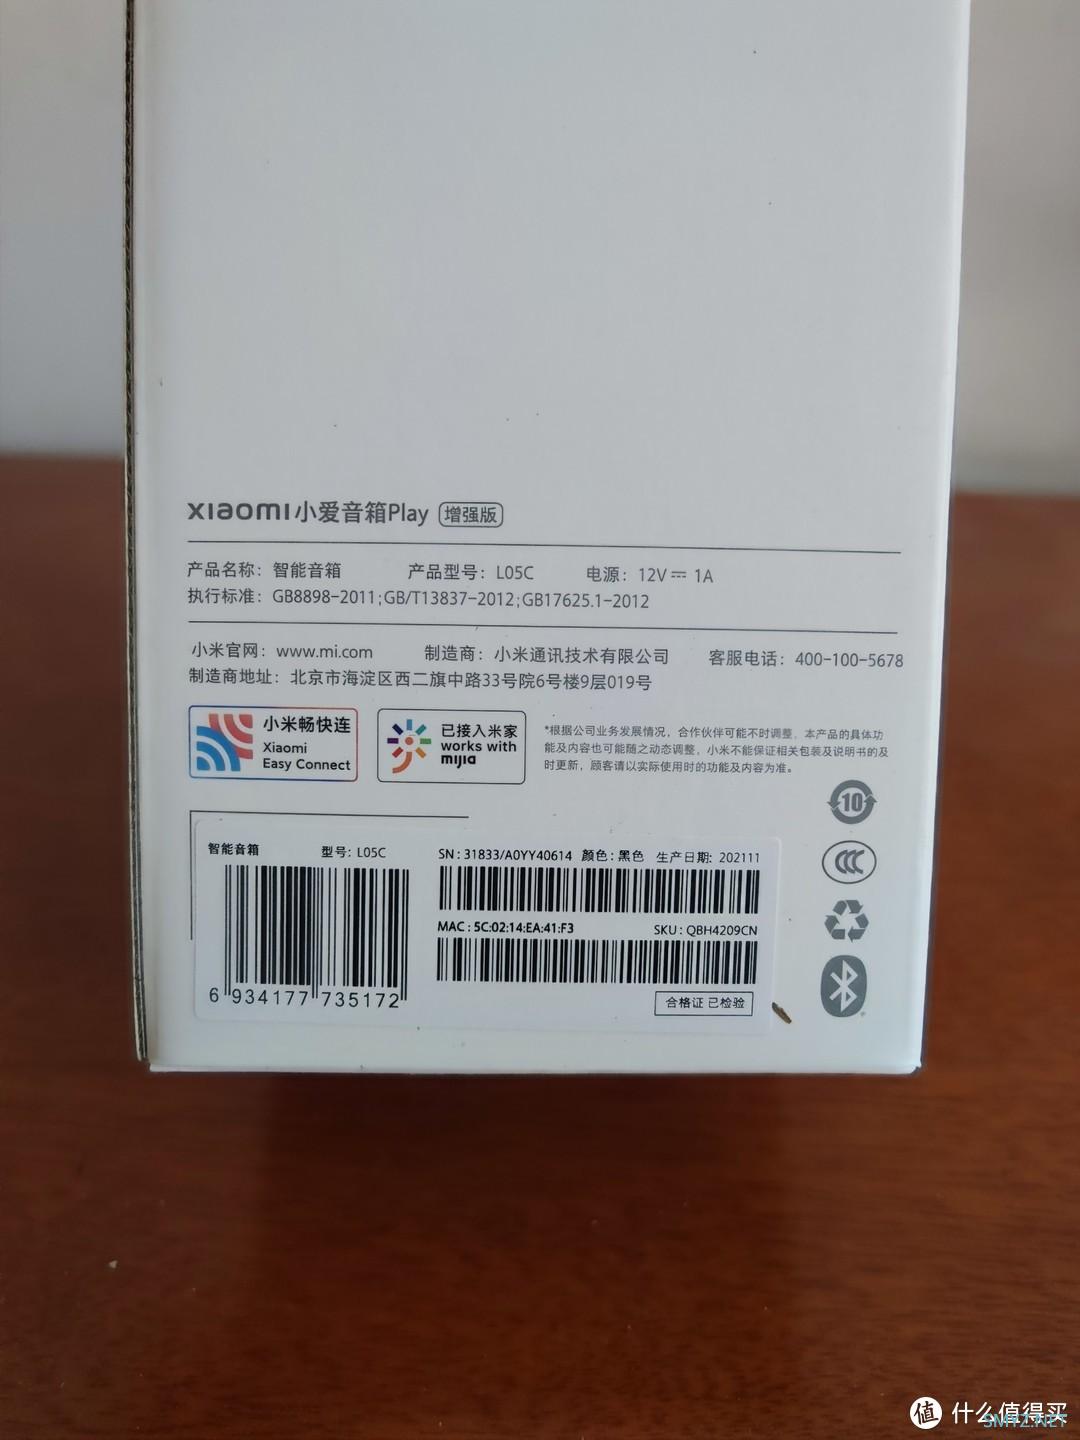 xiaomi小爱音箱Play 增强版
产品名称：智能音箱 产品型号：L05C 电源：12V⎓1A
执行标准：GB8898-2011;GB/T13837-2012;GB17625.1-2012
小米官网：www.mi.com 制造商：小米通讯技术有限公司 客服电话：400-100-5678
制造商地址：北京市海淀区西二旗中路33号院6号楼9层019号
小米畅快连
Xiaomi
Easy Connect
已接入米家
works with
mijia
*根据公司业务发展情况，合作伙伴可能不时调整，本产品的具体功
能及内容也可能随之动态调整，小米不能保证相关包装及说明书的及
时更新，顾客请以实际使用时的功能及内容为准。
10
CCC
智能音箱 型号：L05C
SN：31833/A0YY40614 颜色：黑色 生产日期：202111
MAC：5C:02:14:EA:41:F3 SKU：QBH4209CN
6 934177 735172
合格证 已检验
值 什么值得买
SMYZ.NET